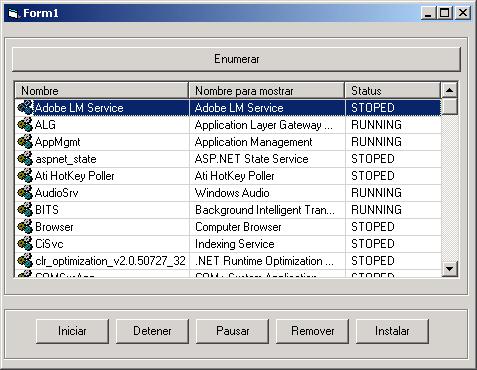 Form1
Enumerar
Nombre Nombre para mostrar Status
Adobe LM Service Adobe LM Service STOPED
ALG Application Layer Gateway ... RUNNING
AppMgmt Application Management RUNNING
aspnet_state ASP.NET State Service STOPED
Ati HotKey Poller Ati HotKey Poller STOPED
AudioSrv Windows Audio RUNNING
BITS Background Intelligent Tran... RUNNING
Browser Computer Browser STOPED
CiSvc Indexing Service STOPED
clr_optimization_v2.0.50727_32 .NET Runtime Optimization ... STOPED
Iniciar Detener Pausar Remover Instalar